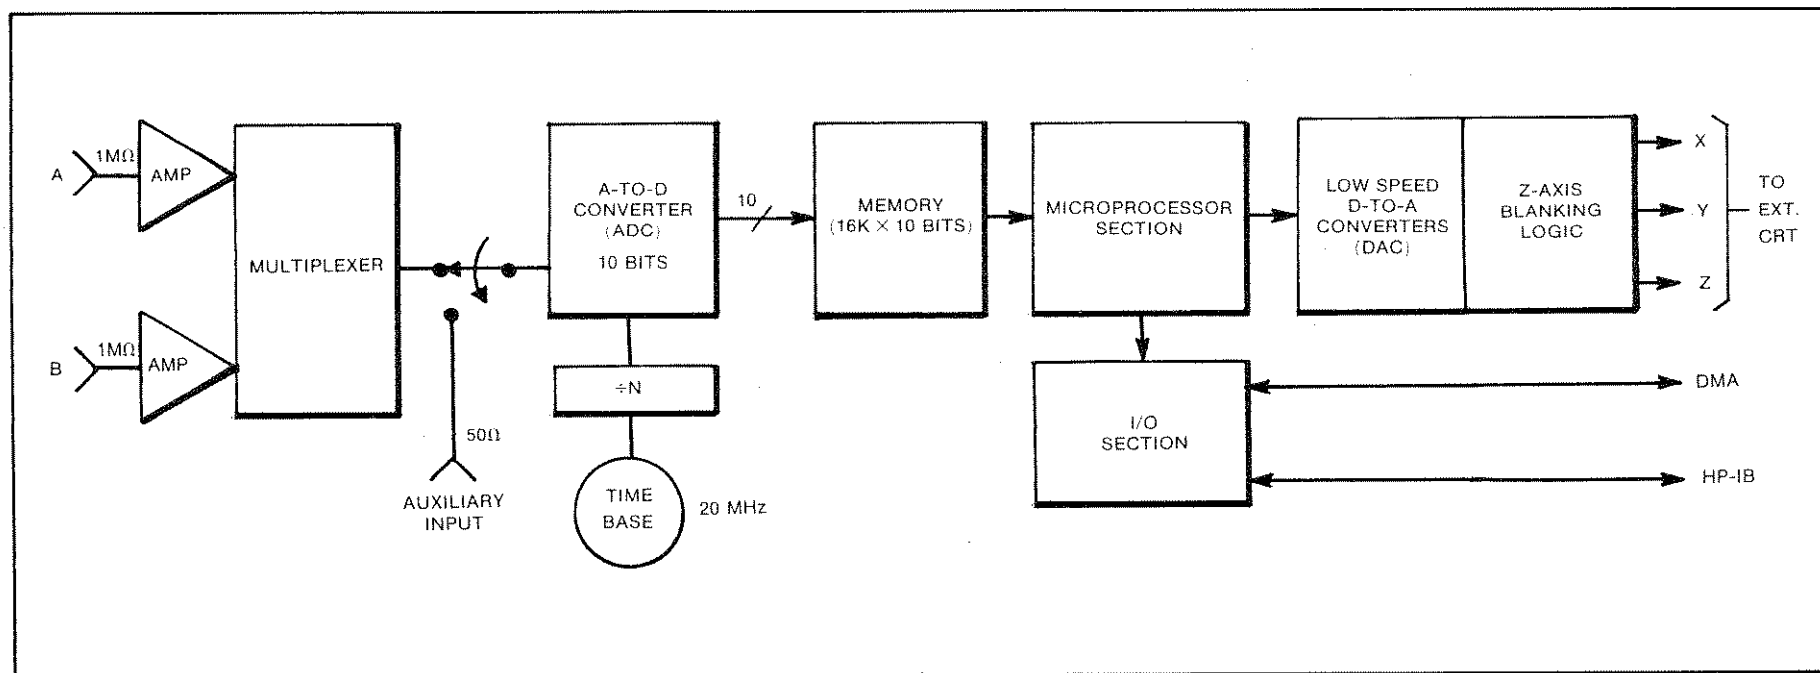 A
1MΩ
AMP
B
1MΩ
AMP
MULTIPLEXER
50Ω
AUXILIARY
INPUT
A-TO-D
CONVERTER
(ADC)
10 BITS
÷N
TIME
BASE
20 MHz
10
MEMORY
(16K × 10 BITS)
MICROPROCESSOR
SECTION
I/O
SECTION
LOW SPEED
D-TO-A
CONVERTERS
(DAC)
Z-AXIS
BLANKING
LOGIC
X
Y
Z
TO
EXT.
CRT
DMA
HP-IB